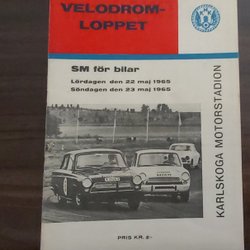 VELODROM-
LOPPET
SM för bilar
Lördagen den 22 maj 1965
Söndagen den 23 maj 1965
KARLSKOGA MOTORSTADION
PRIS KR. 2:-